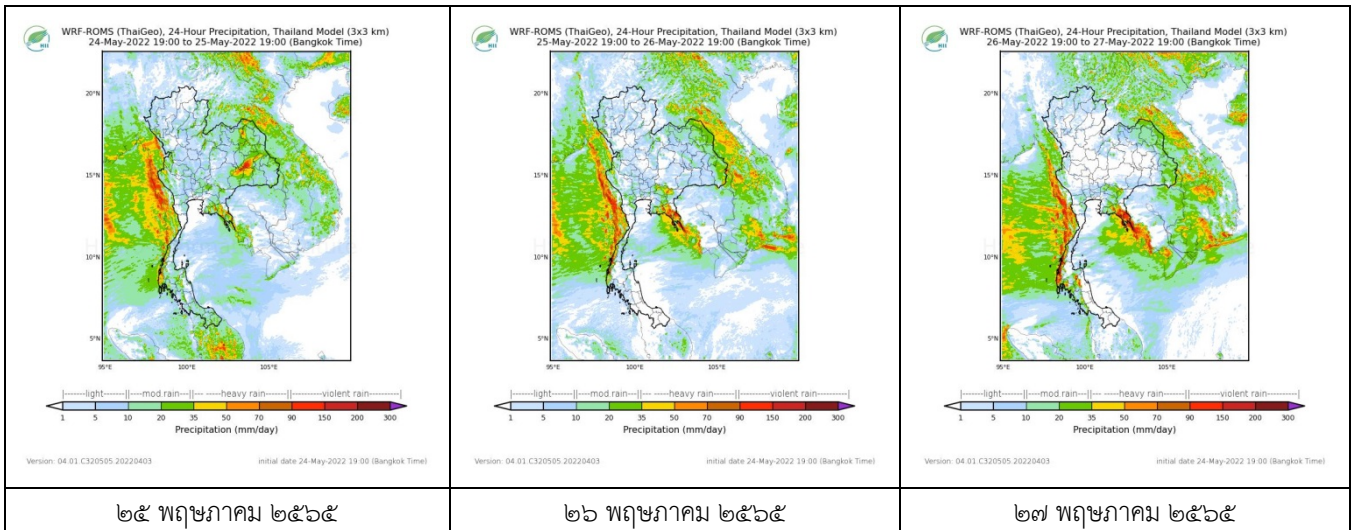 WRF-ROMS (ThaiGeo), 24-Hour Precipitation, Thailand Model (3x3 km)
24-May-2022 19:00 to 25-May-2022 19:00 (Bangkok Time)
20°N
15°N
10°N
5°N
95°E 100°E 105°E
|-------light------||---mod.rain---||--- ---heavy rain---||--------violent rain--------|
1 5 10 20 35 50 70 90 150 200 300
Precipitation (mm/day)
Version: 04.01.C320505.20220403 initial date 24-May-2022 19:00 (Bangkok Time)
๒๕ พฤษภาคม ๒๕๖๕
WRF-ROMS (ThaiGeo), 24-Hour Precipitation, Thailand Model (3x3 km)
25-May-2022 19:00 to 26-May-2022 19:00 (Bangkok Time)
20°N
15°N
10°N
5°N
95°E 100°E 105°E
|-------light------||---mod.rain---||--- ---heavy rain---||--------violent rain--------|
1 5 10 20 35 50 70 90 150 200 300
Precipitation (mm/day)
Version: 04.01.C320505.20220403 initial date 24-May-2022 19:00 (Bangkok Time)
๒๖ พฤษภาคม ๒๕๖๕
WRF-ROMS (ThaiGeo), 24-Hour Precipitation, Thailand Model (3x3 km)
26-May-2022 19:00 to 27-May-2022 19:00 (Bangkok Time)
20°N
15°N
10°N
5°N
95°E 100°E 105°E
|-------light------||---mod.rain---||--- ---heavy rain---||--------violent rain--------|
1 5 10 20 35 50 70 90 150 200 300
Precipitation (mm/day)
Version: 04.01.C320505.20220403 initial date 24-May-2022 19:00 (Bangkok Time)
๒๗ พฤษภาคม ๒๕๖๕